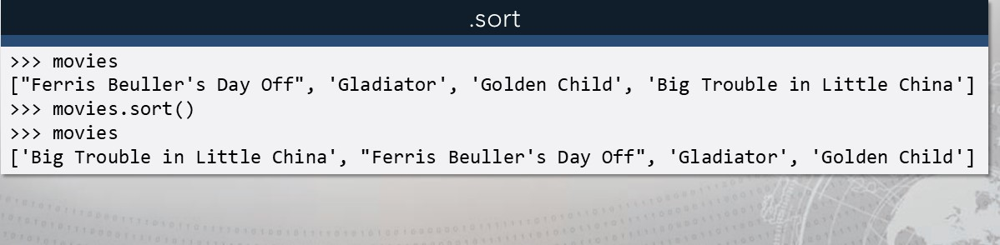 .sort
>>> movies
["Ferris Beuller's Day Off", 'Gladiator', 'Golden Child', 'Big Trouble in Little China']
>>> movies.sort()
>>> movies
['Big Trouble in Little China', "Ferris Beuller's Day Off", 'Gladiator', 'Golden Child']